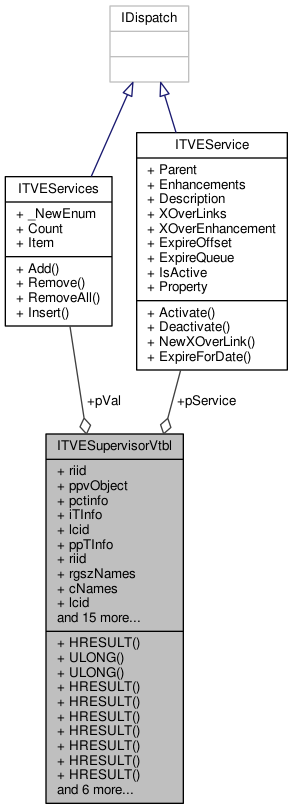 IDispatch
ITVEService
+ Parent
+ Enhancements
+ Description
+ XOverLinks
+ XOverEnhancement
+ ExpireOffset
+ ExpireQueue
+ IsActive
+ Property
+ Activate()
+ Deactivate()
+ NewXOverLink()
+ ExpireForDate()
ITVEServices
+ _NewEnum
+ Count
+ Item
+ Add()
+ Remove()
+ RemoveAll()
+ Insert()
+pVal
+pService
ITVESupervisorVtbl
+ riid
+ ppvObject
+ pctinfo
+ iTInfo
+ lcid
+ ppTInfo
+ riid
+ rgszNames
+ cNames
+ lcid
and 15 more...
+ HRESULT()
+ ULONG()
+ ULONG()
+ HRESULT()
+ HRESULT()
+ HRESULT()
+ HRESULT()
+ HRESULT()
+ HRESULT()
+ HRESULT()
and 6 more...